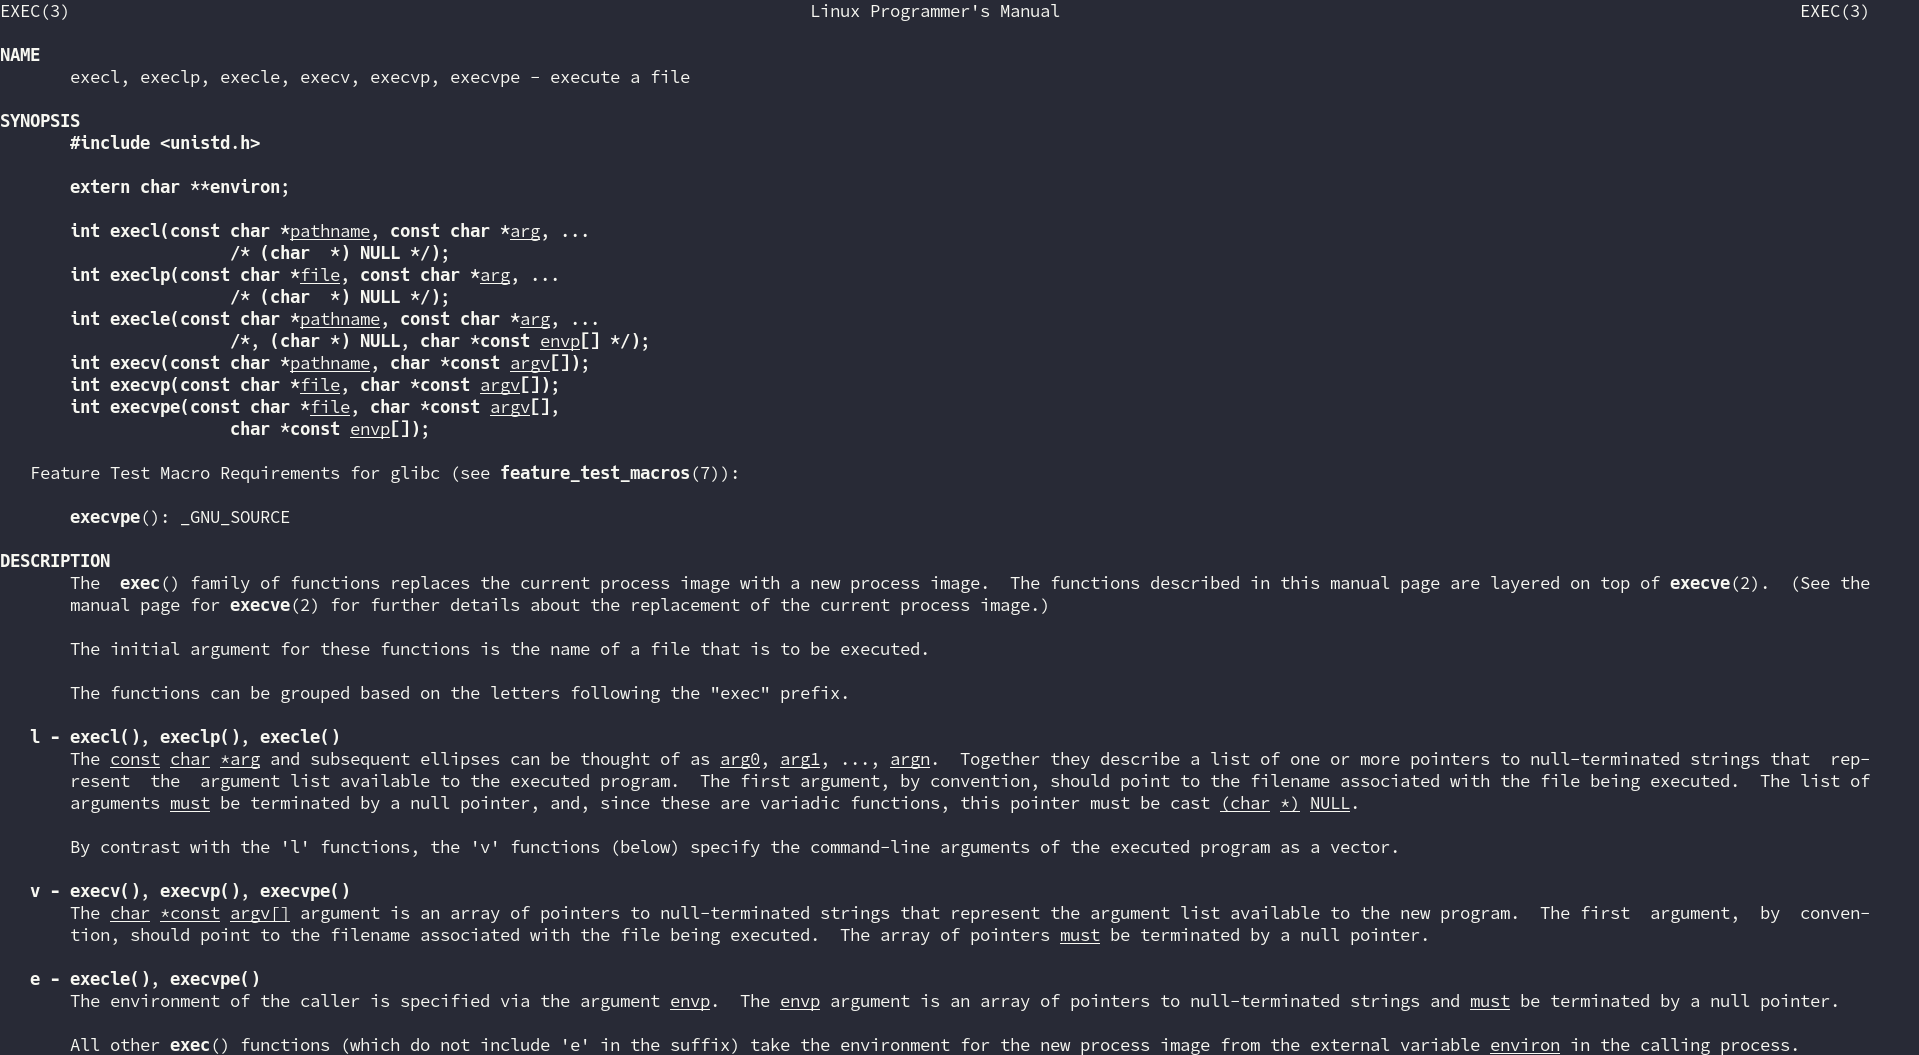 EXEC(3) Linux Programmer's Manual EXEC(3)
NAME
execl, execlp, execle, execv, execvp, execvpe - execute a file
SYNOPSIS
#include <unistd.h>
extern char **environ;
int execl(const char *pathname, const char *arg, ...
/* (char  *) NULL */);
int execlp(const char *file, const char *arg, ...
/* (char  *) NULL */);
int execle(const char *pathname, const char *arg, ...
/*, (char *) NULL, char *const envp[] */);
int execv(const char *pathname, char *const argv[]);
int execvp(const char *file, char *const argv[]);
int execvpe(const char *file, char *const argv[],
char *const envp[]);
Feature Test Macro Requirements for glibc (see feature_test_macros(7)):
execvpe(): _GNU_SOURCE
DESCRIPTION
The  exec() family of functions replaces the current process image with a new process image.  The functions described in this manual page are layered on top of execve(2).  (See the
manual page for execve(2) for further details about the replacement of the current process image.)
The initial argument for these functions is the name of a file that is to be executed.
The functions can be grouped based on the letters following the "exec" prefix.
l - execl(), execlp(), execle()
The const char *arg and subsequent ellipses can be thought of as arg0, arg1, ..., argn.  Together they describe a list of one or more pointers to null-terminated strings that  rep-
resent  the  argument list available to the executed program.  The first argument, by convention, should point to the filename associated with the file being executed.  The list of
arguments must be terminated by a null pointer, and, since these are variadic functions, this pointer must be cast (char *) NULL.
By contrast with the 'l' functions, the 'v' functions (below) specify the command-line arguments of the executed program as a vector.
v - execv(), execvp(), execvpe()
The char *const argv[] argument is an array of pointers to null-terminated strings that represent the argument list available to the new program.  The first  argument,  by  conven-
tion, should point to the filename associated with the file being executed.  The array of pointers must be terminated by a null pointer.
e - execle(), execvpe()
The environment of the caller is specified via the argument envp.  The envp argument is an array of pointers to null-terminated strings and must be terminated by a null pointer.
All other exec() functions (which do not include 'e' in the suffix) take the environment for the new process image from the external variable environ in the calling process.